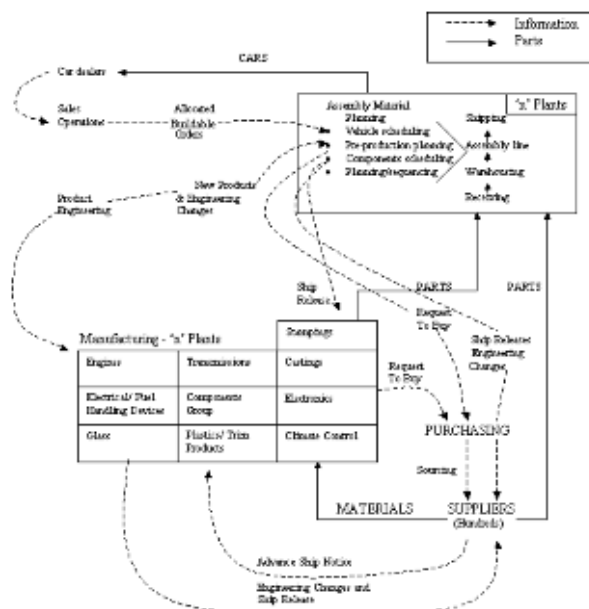 Information
Parts
CARS
Car dealers
Sales
Operations
Allocated
Buildable
Orders
Assembly Material
Planning
• Vehicle scheduling
• Pre-production planning
• Components scheduling
• Planning/sequencing
"n" Plants
Shipping
Assembly line
Warehousing
Receiving
Product
Engineering
New Products
& Engineering
Changes
Ship
Release
PARTS
PARTS
Request
To Buy
Ship Releases
Engineering
Changes
Manufacturing - "n" Plants
Stampings
Engines
Transmissions
Castings
Electrical/ Fuel
Handling Devices
Components
Group
Electronics
Glass
Plastics/ Trim
Products
Climate Control
Request
To Buy
PURCHASING
Sourcing
MATERIALS
SUPPLIERS
(Hundreds)
Advance Ship Notice
Engineering Changes and
Ship Release